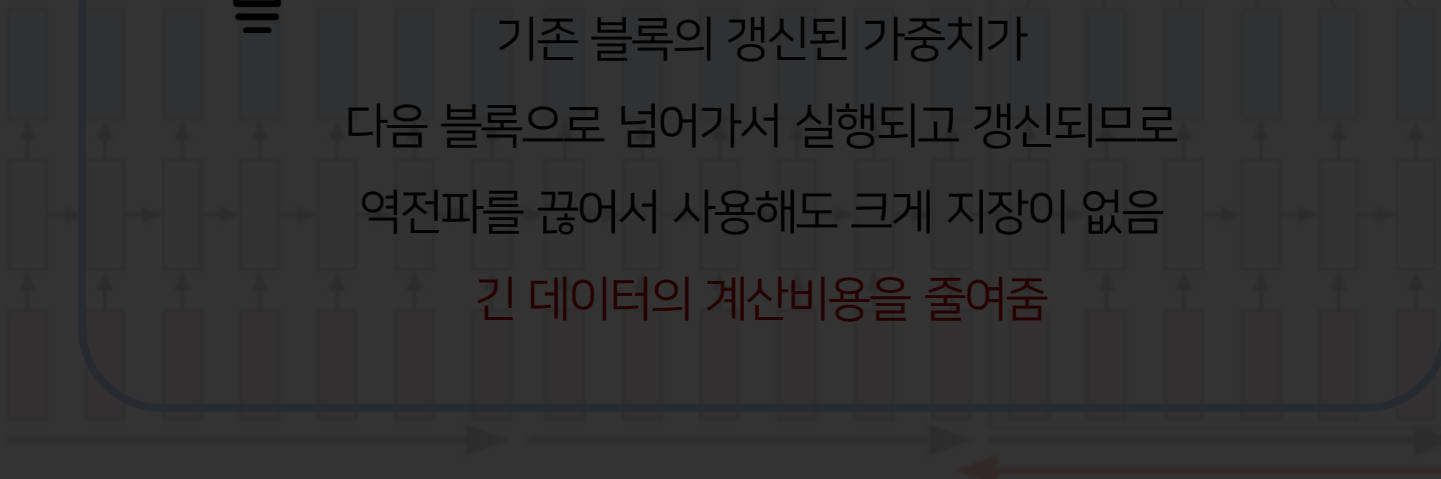 기존 블록의 갱신된 가중치가
다음 블록으로 넘어가서 실행되고 갱신되므로
역전파를 끊어서 사용해도 크게 지장이 없음
긴 데이터의 계산비용을 줄여줌